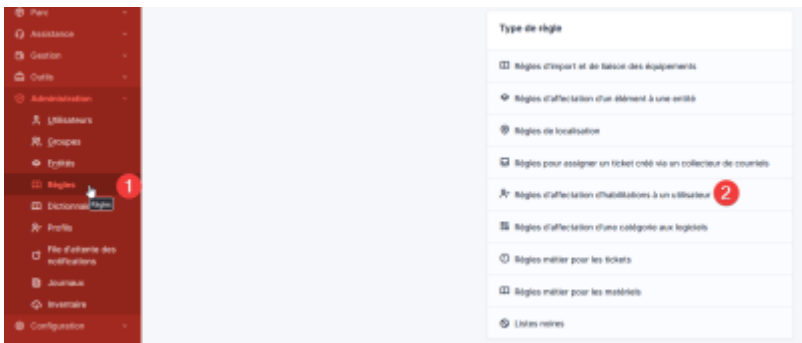 Parc
Assistance
Gestion
Outils
Administration
Utilisateurs
Groupes
Entités
Règles
1
Règles
Dictionnai
Profils
File d'attente des
notifications
Journaux
Inventaire
Configuration
Type de règle
Règles d'import et de liaison des équipements
Règles d'affectation d'un élément à une entité
Règles de localisation
Règles pour assigner un ticket créé via un collecteur de courriels
Règles d'affectation d'habilitations à un utilisateur
2
Règles d'affectation d'une catégorie aux logiciels
Règles métier pour les tickets
Règles métier pour les matériels
Listes noires